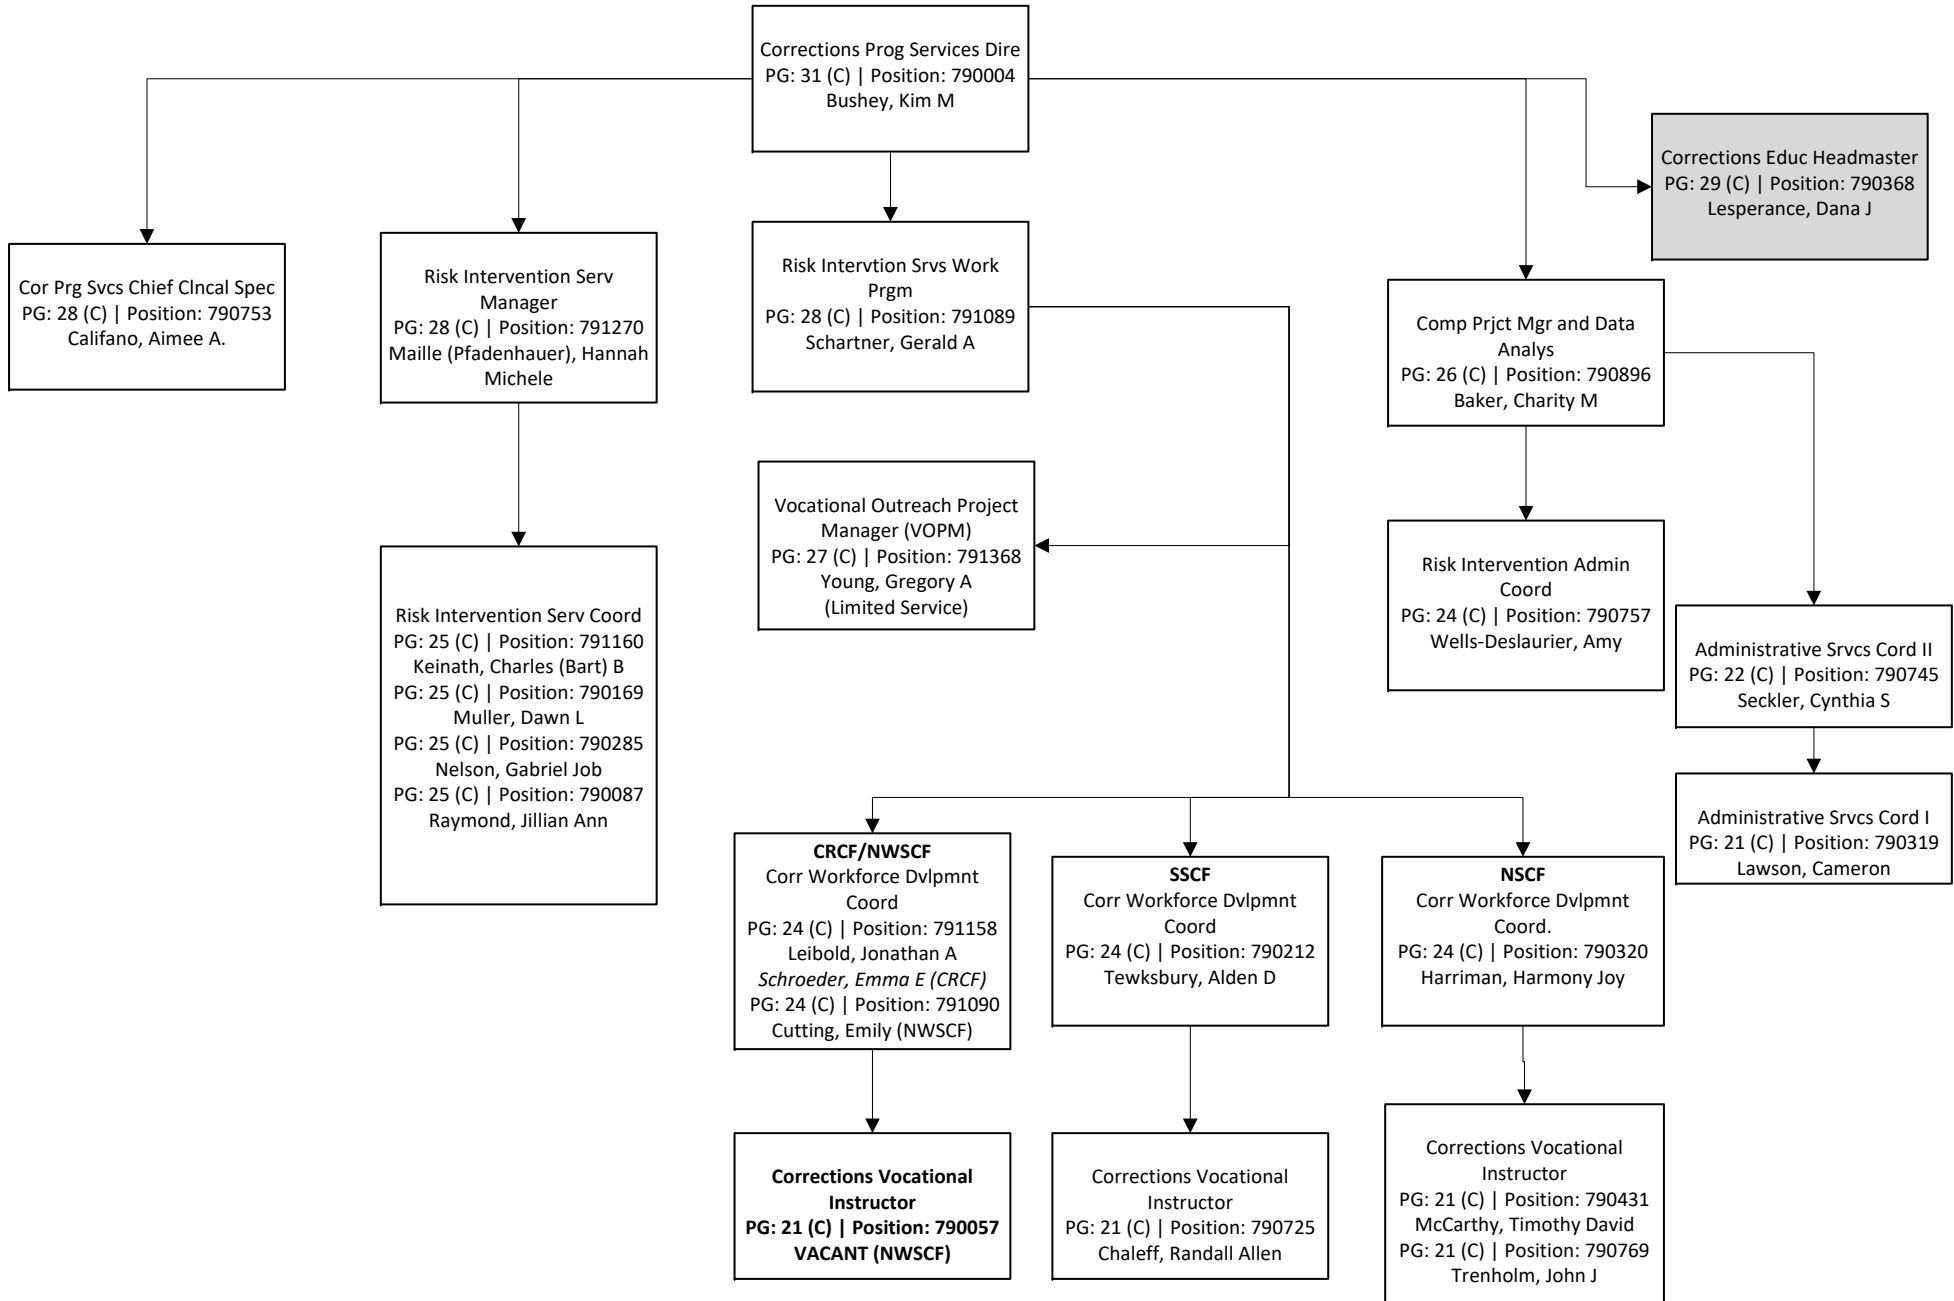 Corrections Prog Services Dire
PG: 31 (C) | Position: 790004
Bushey, Kim M
Corrections Educ Headmaster
PG: 29 (C) | Position: 790368
Lesperance, Dana J
Cor Prg Svcs Chief Clncal Spec
PG: 28 (C) | Position: 790753
Califano, Aimee A.
Risk Intervention Serv
Manager
PG: 28 (C) | Position: 791270
Maille (Pfadenhauer), Hannah
Michele
Risk Intervtion Srvs Work
Prgm
PG: 28 (C) | Position: 791089
Schartner, Gerald A
Comp Prjct Mgr and Data
Analys
PG: 26 (C) | Position: 790896
Baker, Charity M
Vocational Outreach Project
Manager (VOPM)
PG: 27 (C) | Position: 791368
Young, Gregory A
(Limited Service)
Risk Intervention Admin
Coord
PG: 24 (C) | Position: 790757
Wells-Deslaurier, Amy
Risk Intervention Serv Coord
PG: 25 (C) | Position: 791160
Keinath, Charles (Bart) B
PG: 25 (C) | Position: 790169
Muller, Dawn L
PG: 25 (C) | Position: 790285
Nelson, Gabriel Job
PG: 25 (C) | Position: 790087
Raymond, Jillian Ann
Administrative Srvcs Cord II
PG: 22 (C) | Position: 790745
Seckler, Cynthia S
Administrative Srvcs Cord I
PG: 21 (C) | Position: 790319
Lawson, Cameron
CRCF/NWSCF
Corr Workforce Dvlpmnt
Coord
PG: 24 (C) | Position: 791158
Leibold, Jonathan A
Schroeder, Emma E (CRCF)
PG: 24 (C) | Position: 791090
Cutting, Emily (NWSCF)
SSCF
Corr Workforce Dvlpmnt
Coord
PG: 24 (C) | Position: 790212
Tewksbury, Alden D
NSCF
Corr Workforce Dvlpmnt
Coord.
PG: 24 (C) | Position: 790320
Harriman, Harmony Joy
Corrections Vocational
Instructor
PG: 21 (C) | Position: 790057
VACANT (NWSCF)
Corrections Vocational
Instructor
PG: 21 (C) | Position: 790725
Chaleff, Randall Allen
Corrections Vocational
Instructor
PG: 21 (C) | Position: 790431
McCarthy, Timothy David
PG: 21 (C) | Position: 790769
Trenholm, John J